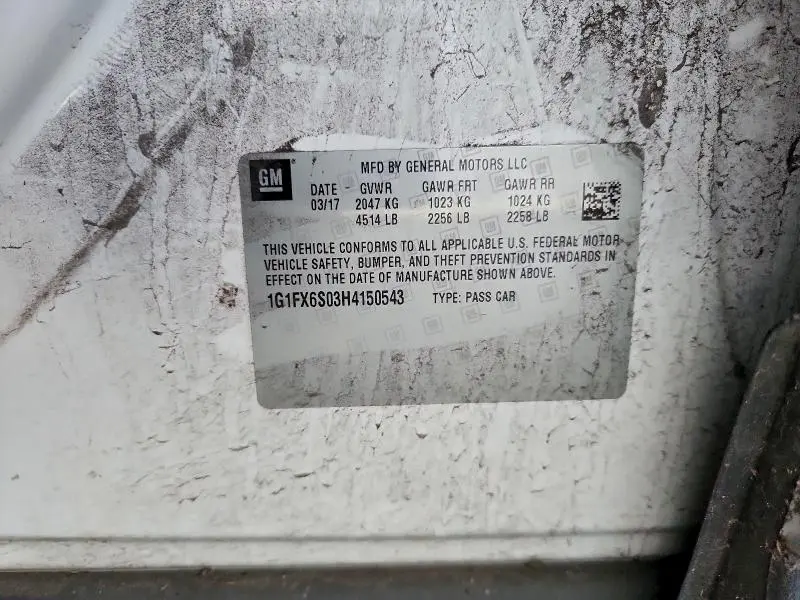 GM
MFD BY GENERAL MOTORS LLC
DATE GVWR GAWR FRT GAWR RR
03/17 2047 KG 1023 KG 1024 KG
4514 LB 2256 LB 2258 LB
THIS VEHICLE CONFORMS TO ALL APPLICABLE U.S. FEDERAL MOTOR
VEHICLE SAFETY, BUMPER, AND THEFT PREVENTION STANDARDS IN
EFFECT ON THE DATE OF MANUFACTURE SHOWN ABOVE.
1G1FX6S03H4150543 TYPE: PASS CAR